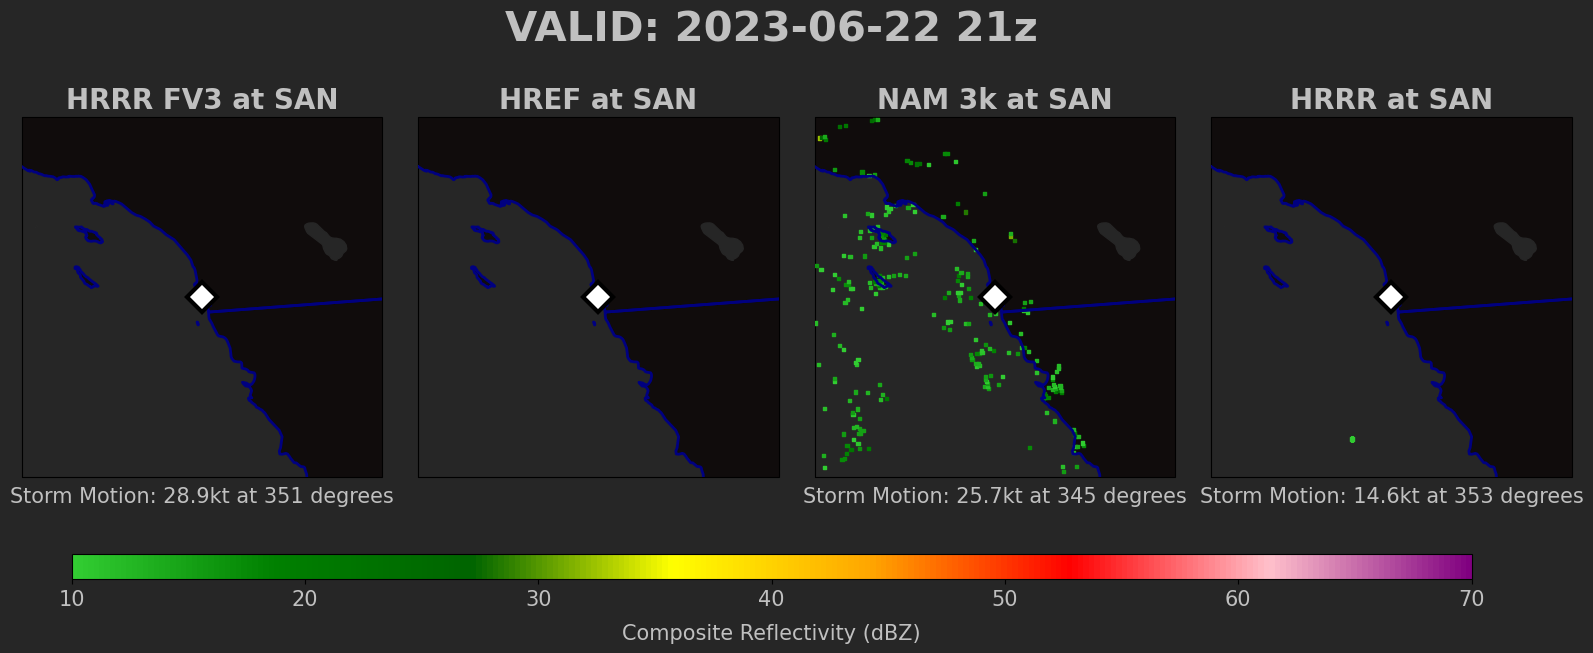 VALID: 2023-06-22 21z
HRRR FV3 at SAN
HREF at SAN
NAM 3k at SAN
HRRR at SAN
Storm Motion: 28.9kt at 351 degrees
Storm Motion: 25.7kt at 345 degrees
Storm Motion: 14.6kt at 353 degrees
10 20 30 40 50 60 70
Composite Reflectivity (dBZ)